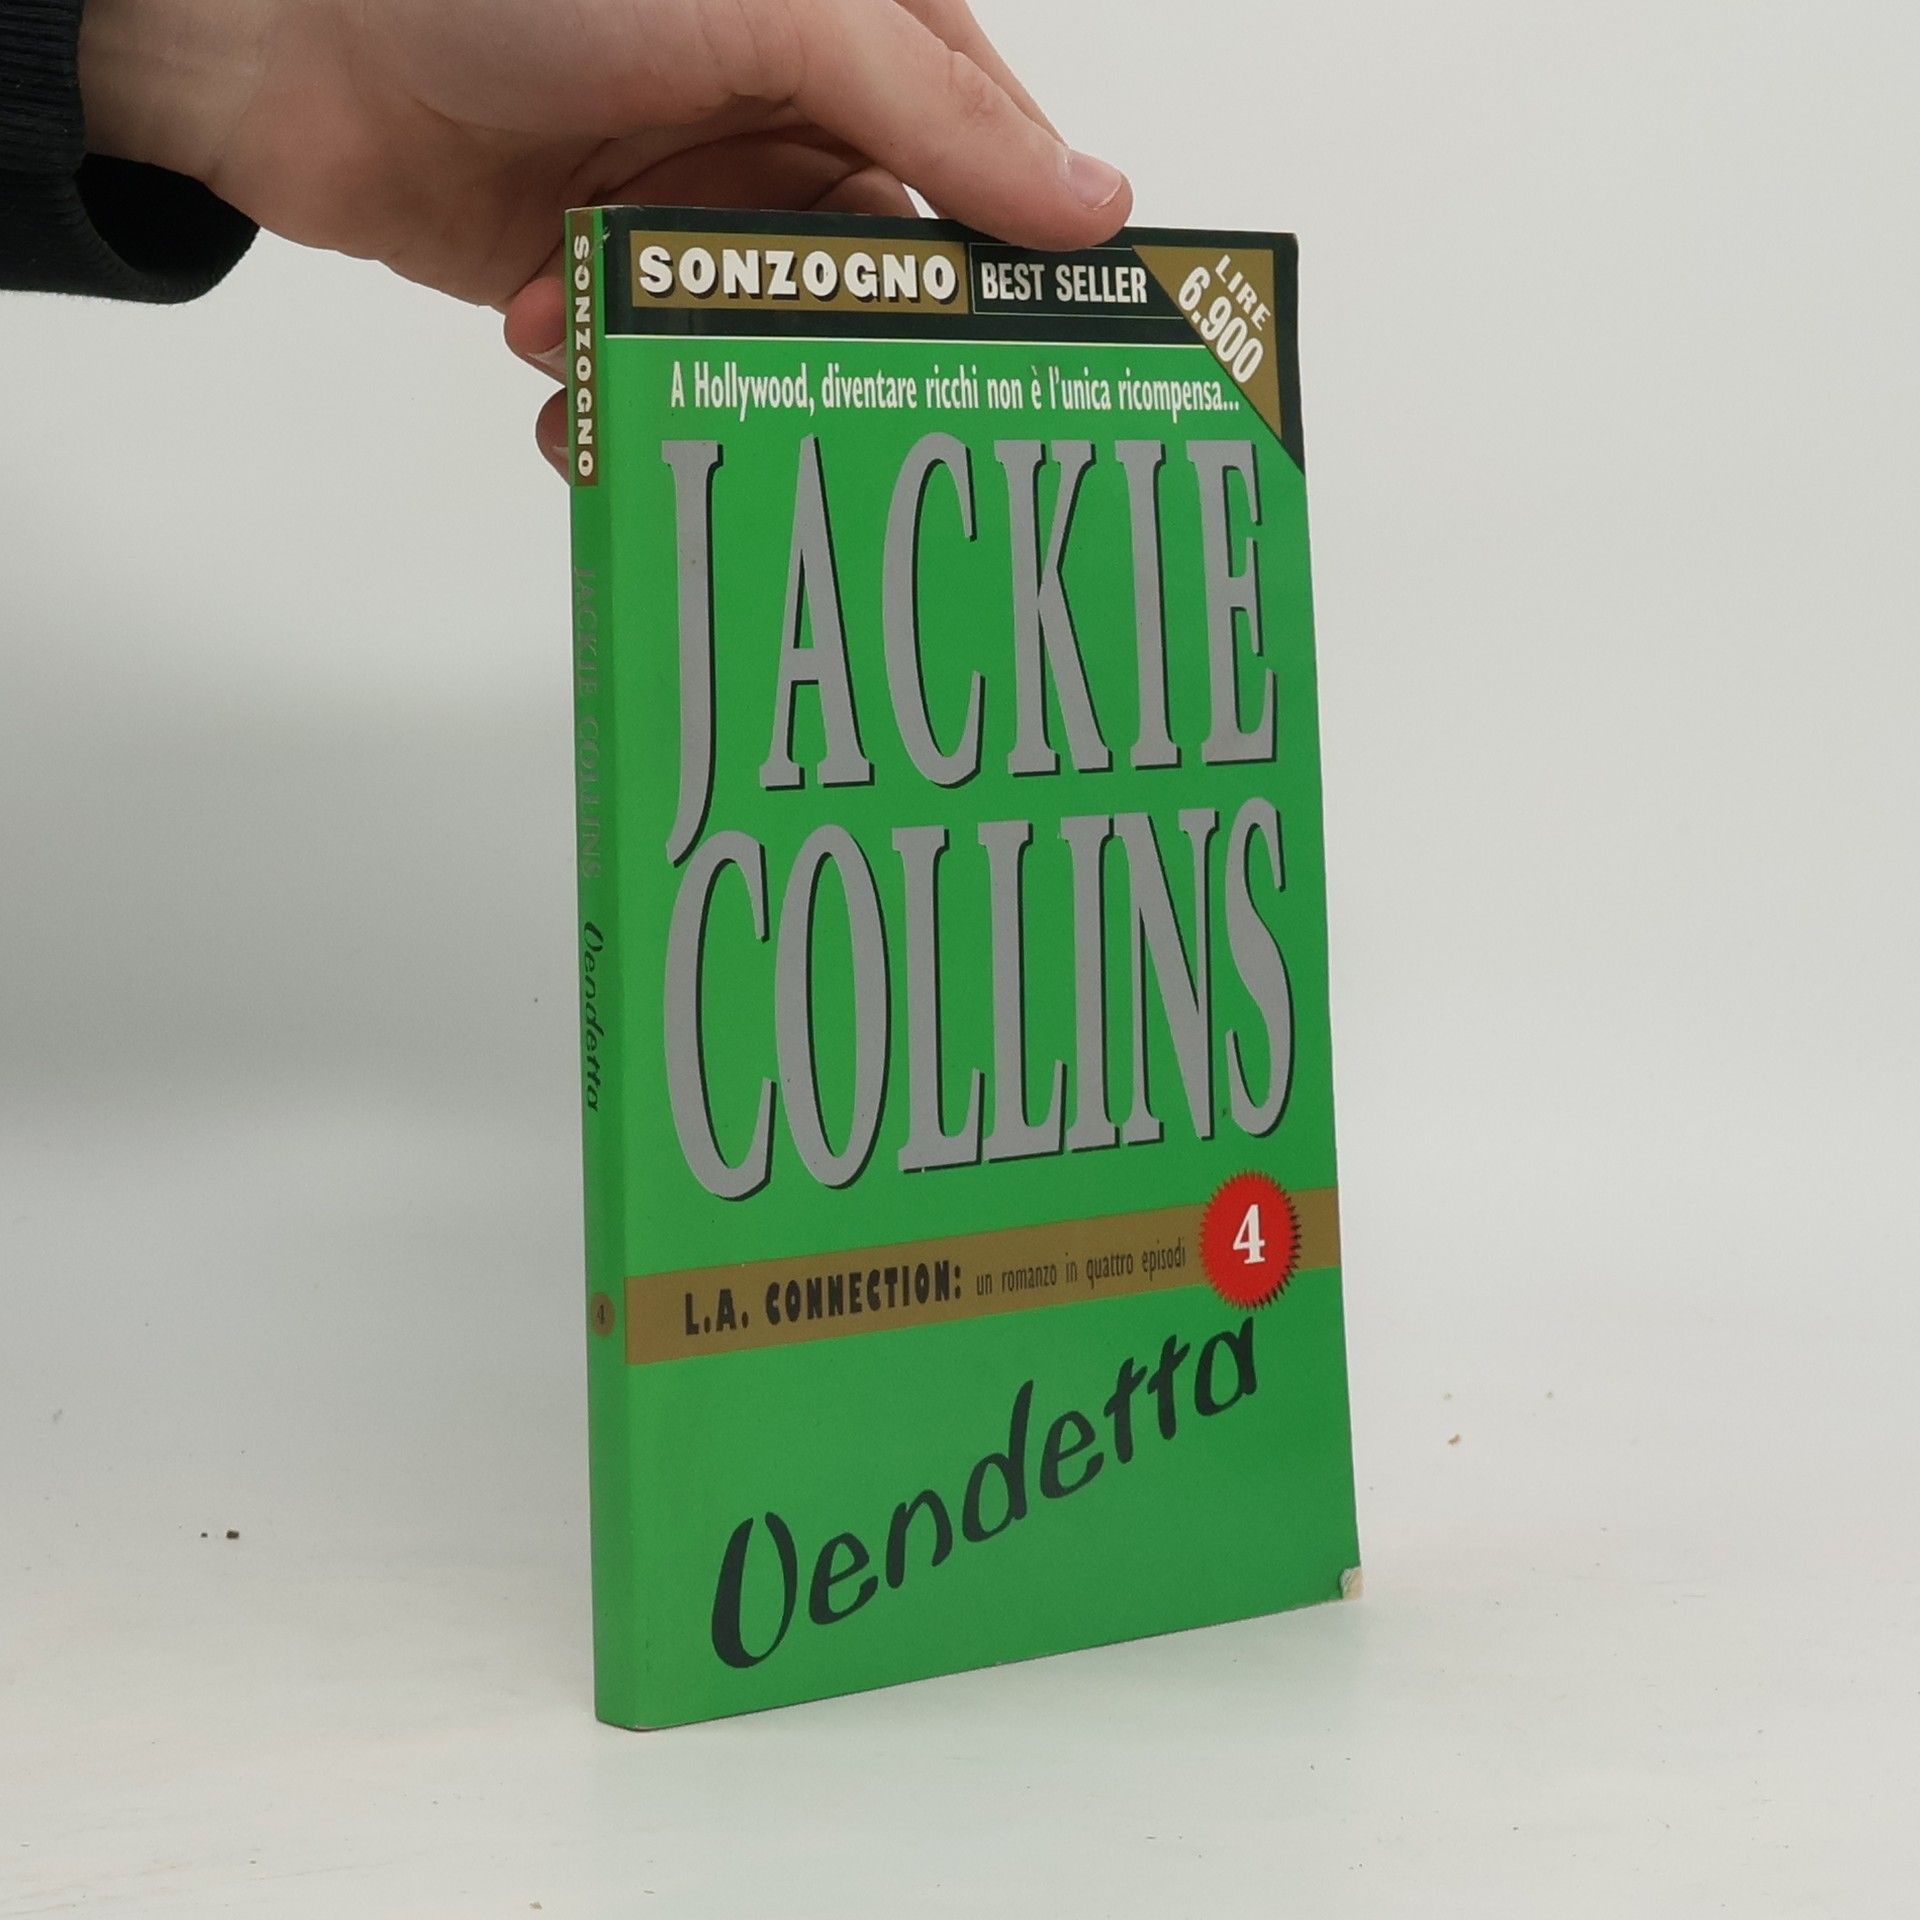 SONZOGNO BEST SELLER
LIRE
6.900
A Hollywood, diventare ricchi non è l'unica ricompensa...
JACKIE
COLLINS
L.A. CONNECTION: un romanzo in quattro episodi
4
Vendetta
SONZOGNO JACKIE COLLINS Vendetta 4